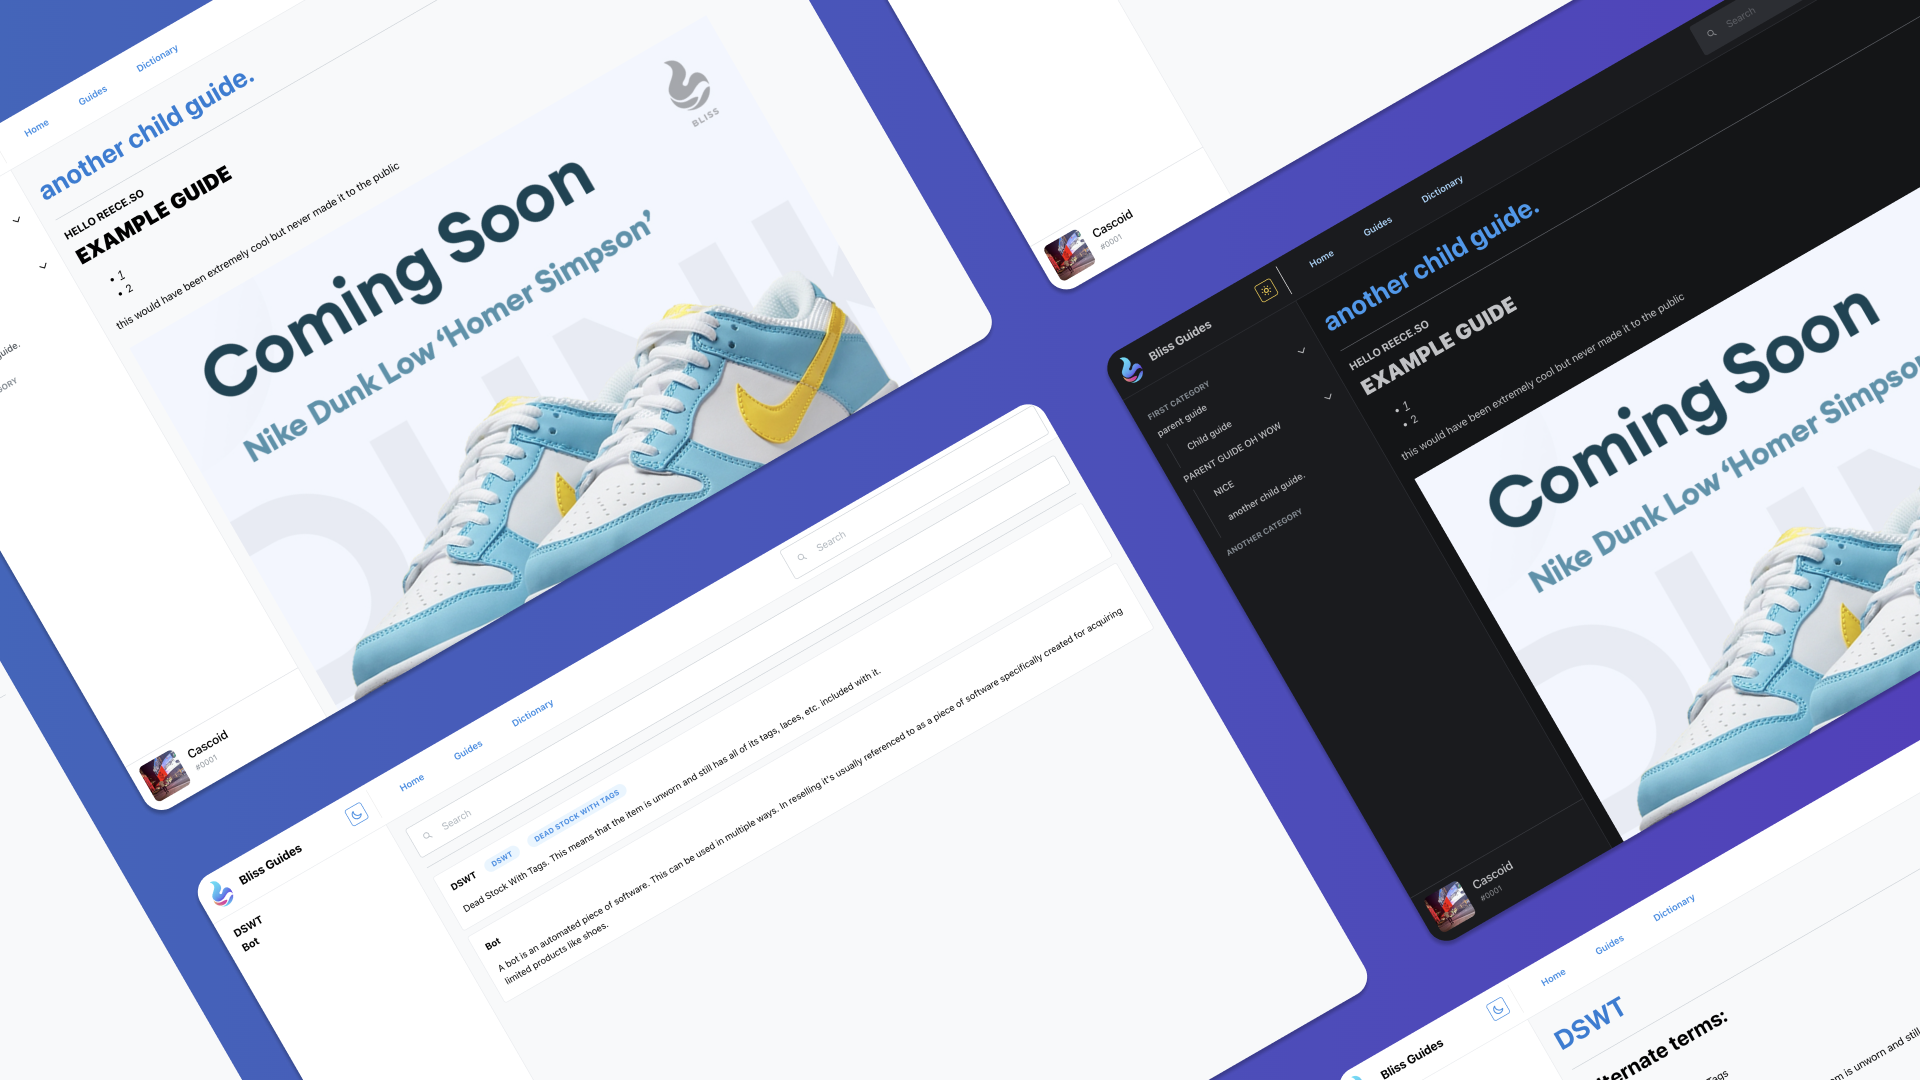 Home
Guides
Dictionary
another child guide.
HELLO REECE.SO
EXAMPLE GUIDE
• 1
• 2
this would have been extremely cool but never made it to the public
BLISS
Coming Soon
Nike Dunk Low ‘Homer Simpson’
Cascoid
#0001
Cascoid
#0001
Search
Bliss Guides
Home
Guides
Dictionary
FIRST CATEGORY
parent guide
Child guide
PARENT GUIDE OH WOW
NICE
another child guide.
ANOTHER CATEGORY
another child guide.
HELLO REECE.SO
EXAMPLE GUIDE
• 1
• 2
this would have been extremely cool but never made it to the public
Coming Soon
Nike Dunk Low ‘Homer Simpson
Cascoid
#0001
Bliss Guides
Home
Guides
Dictionary
Search
DSWT
Bot
Search
DSWT
DSWT
DEAD STOCK WITH TAGS
Dead Stock With Tags. This means that the item is unworn and still has all of its tags, laces, etc. included with it.
Bot
A bot is an automated piece of software. This can be used in multiple ways. In reselling it's usually referenced to as a piece of software specifically created for acquiring
limited products like shoes.
Bliss Guides
Home
Guides
Dictionary
DSWT
terms:
Tags
is unworn and still